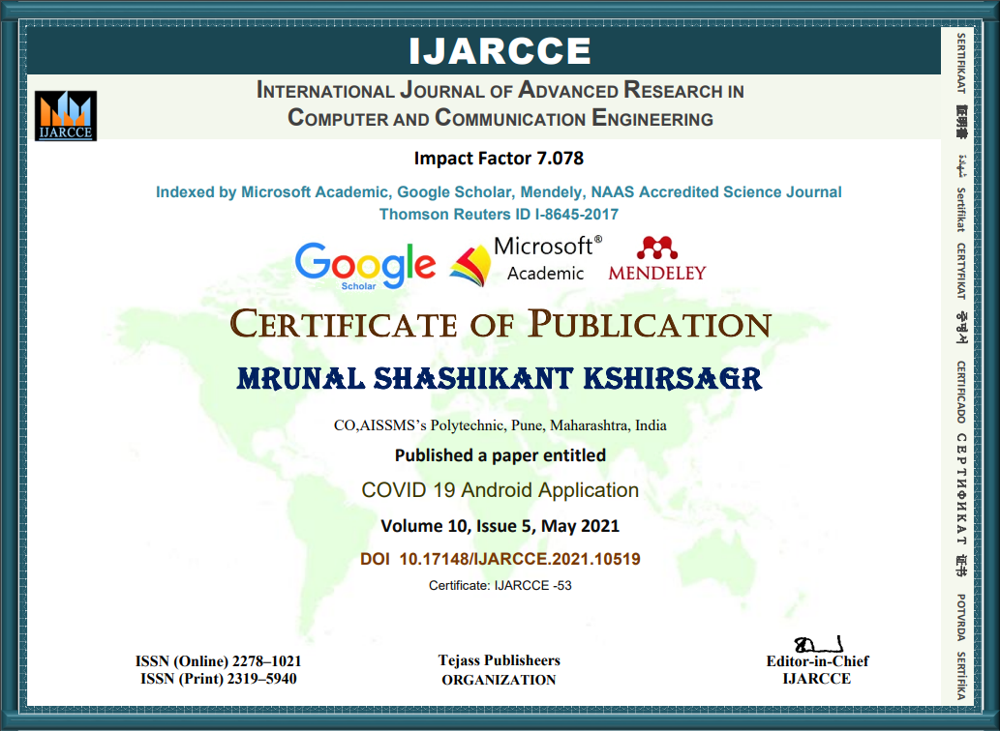 IJARCCE
INTERNATIONAL JOURNAL OF ADVANCED RESEARCH IN
COMPUTER AND COMMUNICATION ENGINEERING
IJARCCE
Impact Factor 7.078
Indexed by Microsoft Academic, Google Scholar, Mendely, NAAS Accredited Science Journal
Thomson Reuters ID I-8645-2017
Google
Scholar
Microsoft®
Academic
MENDELEY
CERTIFICATE OF PUBLICATION
MRUNAL SHASHIKANT KSHIRSAGR
CO,AISSMS's Polytechnic, Pune, Maharashtra, India
Published a paper entitled
COVID 19 Android Application
Volume 10, Issue 5, May 2021
DOI 10.17148/IJARCCE.2021.10519
Certificate: IJARCCE -53
ISSN (Online) 2278–1021
ISSN (Print) 2319–5940
Tejass Publisheers
ORGANIZATION
Editor-in-Chief
IJARCCE
SERTIFIKAAT 証明書 شهادة Sertifikat CERTYFIKAT 증명서 CERTIFICADO СЕРТИФИКАТ 证书 POTVRDA SERTİFİKA